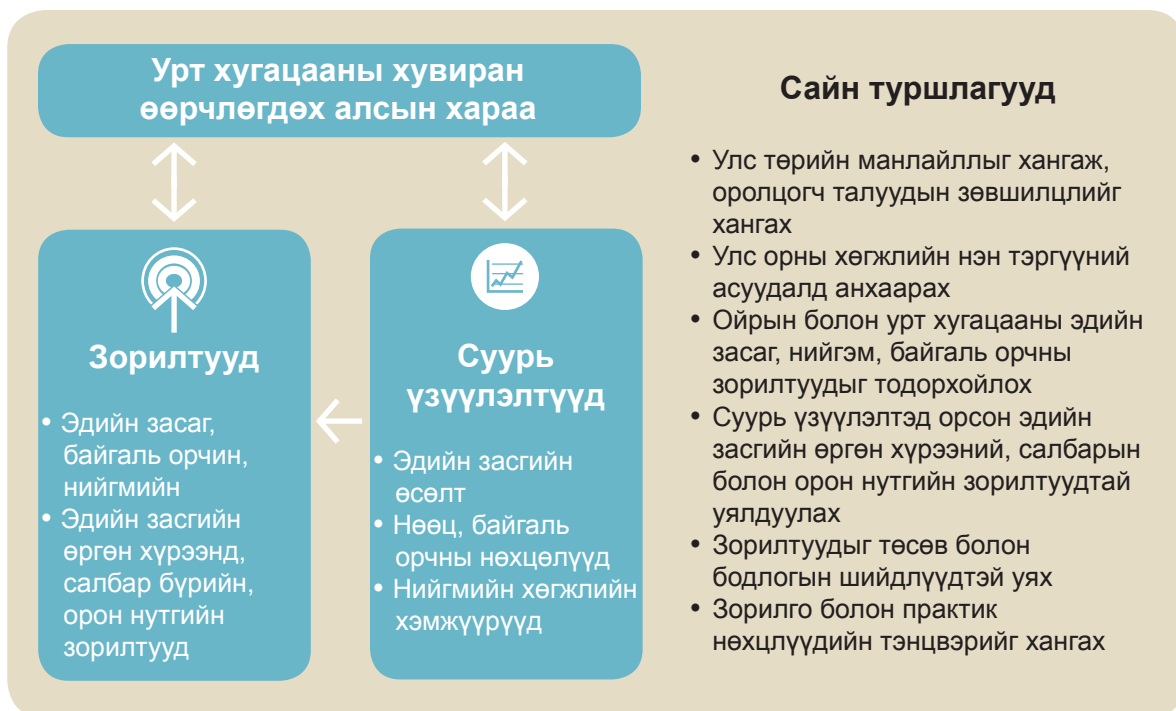 Урт хугацааны хувиран
өөрчлөгдөх алсын хараа
Зорилтууд
• Эдийн засаг,
байгаль орчин,
нийгмийн
• Эдийн засгийн
өргөн хүрээнд,
салбар бүрийн,
орон нутгийн
зорилтууд
Суурь
үзүүлэлтүүд
• Эдийн засгийн
өсөлт
• Нөөц, байгаль
орчны нөхцөлүүд
• Нийгмийн хөгжлийн
хэмжүүрүүд
Сайн туршлагууд
• Улс төрийн манлайллыг хангаж,
оролцогч талуудын зөвшилцлийг
хангах
• Улс орны хөгжлийн нэн тэргүүний
асуудалд анхаарах
• Ойрын болон урт хугацааны эдийн
засаг, нийгэм, байгаль орчны
зорилтуудыг тодорхойлох
• Суурь үзүүлэлтэд орсон эдийн
засгийн өргөн хүрээний, салбарын
болон орон нутгийн зорилтуудтай
уялдуулах
• Зорилтуудыг төсөв болон
бодлогын шийдлүүдтэй уях
• Зорилго болон практик
нөхцлүүдийн тэнцвэрийг хангах